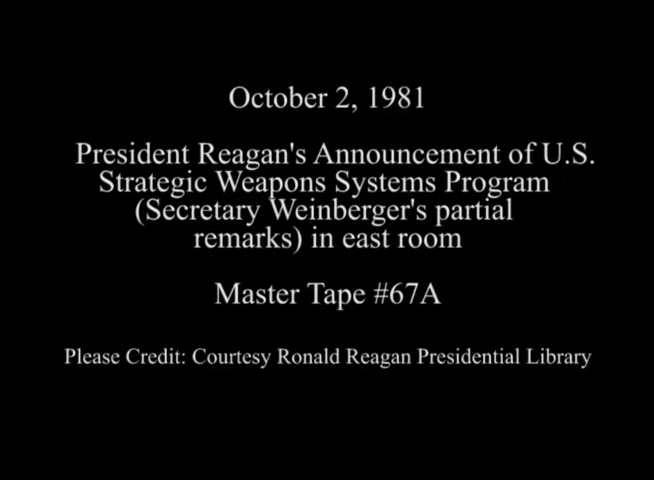 October 2, 1981
President Reagan's Announcement of U.S.
Strategic Weapons Systems Program
(Secretary Weinberger's partial
remarks) in east room
Master Tape #67A
Please Credit: Courtesy Ronald Reagan Presidential Library